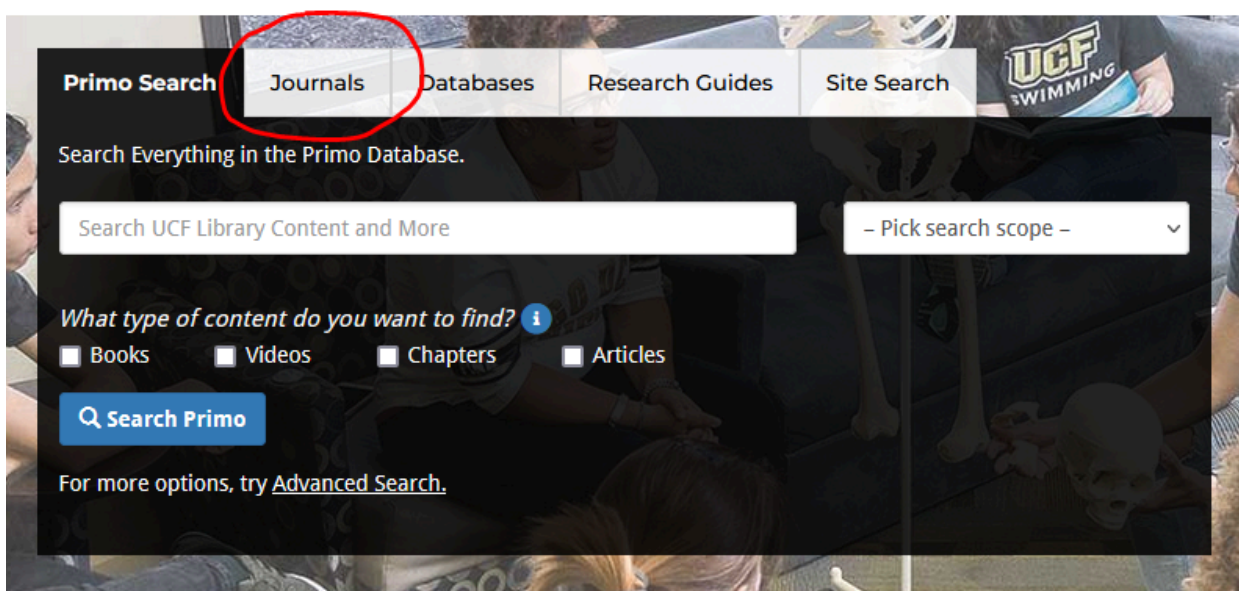 Primo Search Journals Databases Research Guides Site Search
UCF
SWIMMING
Search Everything in the Primo Database.
Search UCF Library Content and More
– Pick search scope –
What type of content do you want to find? i
Books Videos Chapters Articles
Search Primo
For more options, try Advanced Search.